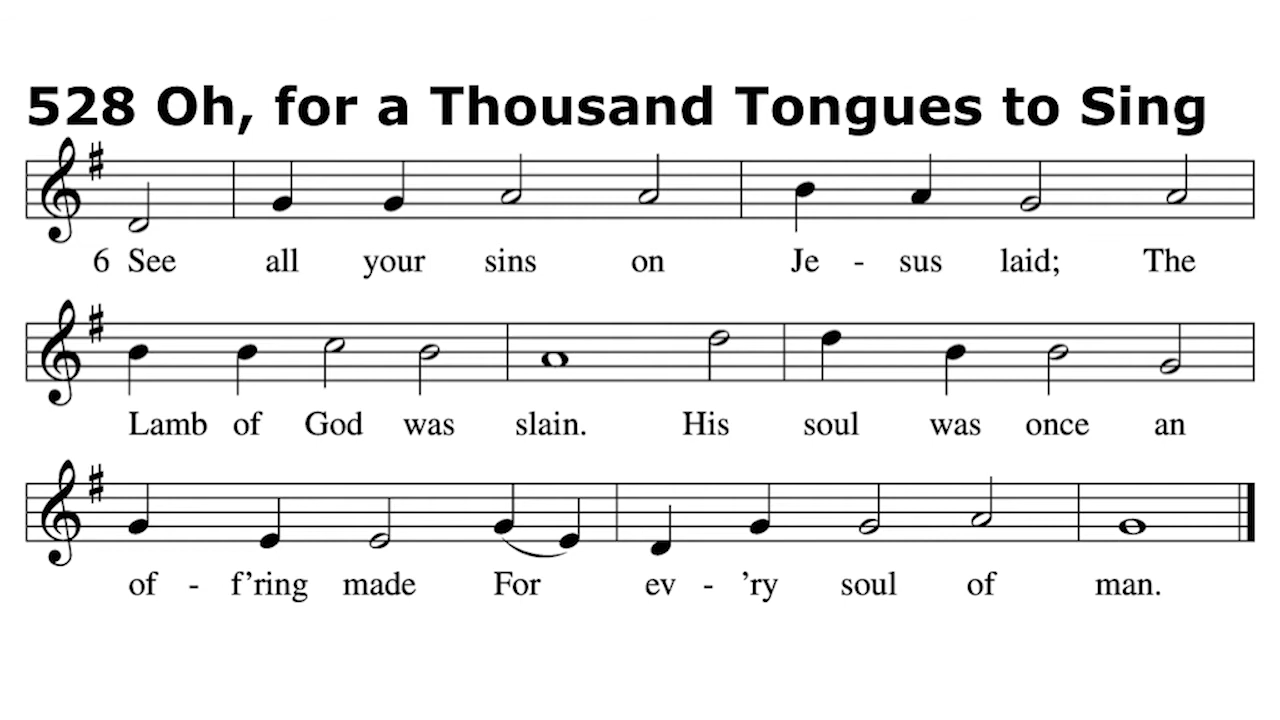 528 Oh, for a Thousand Tongues to Sing
6 See all your sins on Je - sus laid; The
Lamb of God was slain. His soul was once an
of - f’ring made For ev - ’ry soul of man.